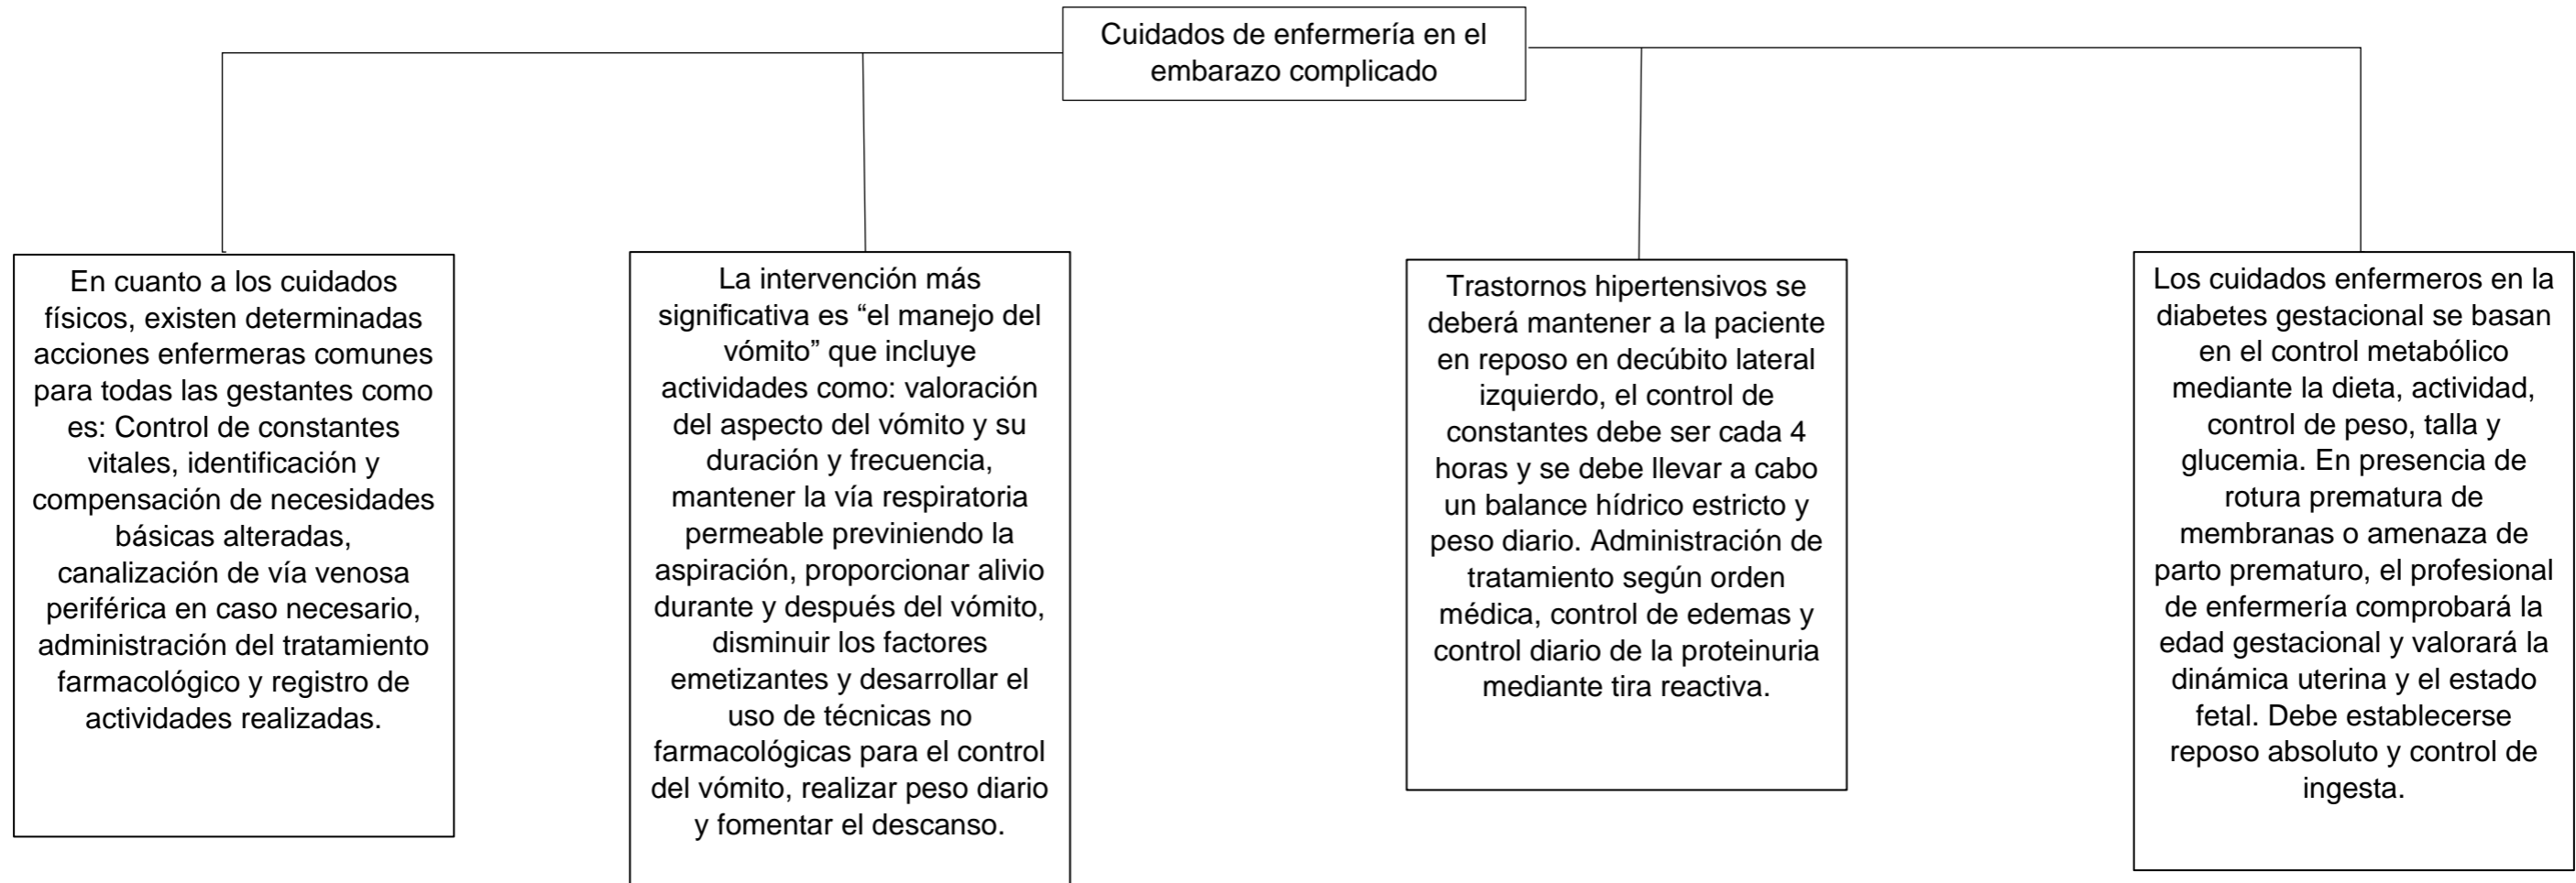 Cuidados de enfermería en el
embarazo complicado
En cuanto a los cuidados
físicos, existen determinadas
acciones enfermeras comunes
para todas las gestantes como
es: Control de constantes
vitales, identificación y
compensación de necesidades
básicas alteradas,
canalización de vía venosa
periférica en caso necesario,
administración del tratamiento
farmacológico y registro de
actividades realizadas.
La intervención más
significativa es “el manejo del
vómito” que incluye
actividades como: valoración
del aspecto del vómito y su
duración y frecuencia,
mantener la vía respiratoria
permeable previniendo la
aspiración, proporcionar alivio
durante y después del vómito,
disminuir los factores
emetizantes y desarrollar el
uso de técnicas no
farmacológicas para el control
del vómito, realizar peso diario
y fomentar el descanso.
Trastornos hipertensivos se
deberá mantener a la paciente
en reposo en decúbito lateral
izquierdo, el control de
constantes debe ser cada 4
horas y se debe llevar a cabo
un balance hídrico estricto y
peso diario. Administración de
tratamiento según orden
médica, control de edemas y
control diario de la proteinuria
mediante tira reactiva.
Los cuidados enfermeros en la
diabetes gestacional se basan
en el control metabólico
mediante la dieta, actividad,
control de peso, talla y
glucemia. En presencia de
rotura prematura de
membranas o amenaza de
parto prematuro, el profesional
de enfermería comprobará la
edad gestacional y valorará la
dinámica uterina y el estado
fetal. Debe establecerse
reposo absoluto y control de
ingesta.